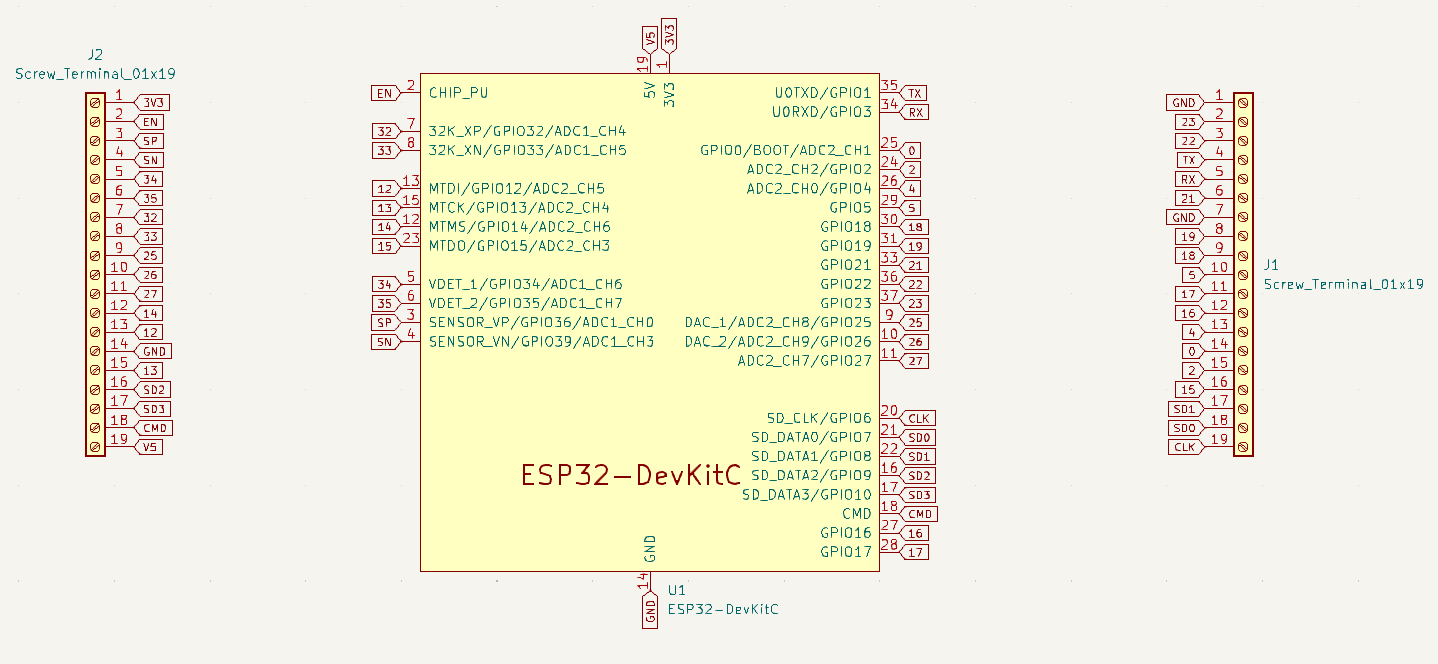 J2
Screw_Terminal_01x19
1 3V3
2 EN
3 SP
4 SN
5 34
6 35
7 32
8 33
9 25
10 26
11 27
12 14
13 12
14 GND
15 13
16 SD2
17 SD3
18 CMD
19 V5
V5 3V3
19 1
5V 3V3
EN 2 CHIP_PU
32 7 32K_XP/GPIO32/ADC1_CH4
33 8 32K_XN/GPIO33/ADC1_CH5
12 13 MTDI/GPIO12/ADC2_CH5
13 15 MTCK/GPIO13/ADC2_CH4
14 12 MTMS/GPIO14/ADC2_CH6
15 23 MTDO/GPIO15/ADC2_CH3
34 5 VDET_1/GPIO34/ADC1_CH6
35 6 VDET_2/GPIO35/ADC1_CH7
SP 3 SENSOR_VP/GPIO36/ADC1_CH0
SN 4 SENSOR_VN/GPIO39/ADC1_CH3
U0TXD/GPIO1 35 TX
U0RXD/GPIO3 34 RX
GPIO0/BOOT/ADC2_CH1 25 0
ADC2_CH2/GPIO2 24 2
ADC2_CH0/GPIO4 26 4
GPIO5 29 5
GPIO18 30 18
GPIO19 31 19
GPIO21 33 21
GPIO22 36 22
GPIO23 37 23
DAC_1/ADC2_CH8/GPIO25 9 25
DAC_2/ADC2_CH9/GPIO26 10 26
ADC2_CH7/GPIO27 11 27
SD_CLK/GPIO6 20 CLK
SD_DATA0/GPIO7 21 SD0
SD_DATA1/GPIO8 22 SD1
SD_DATA2/GPIO9 16 SD2
SD_DATA3/GPIO10 17 SD3
CMD 18 CMD
GPIO16 27 16
GPIO17 28 17
ESP32-DevKitC
GND
14
GND
U1
ESP32-DevKitC
GND 1
23 2
22 3
TX 4
RX 5
21 6
GND 7
19 8
18 9
5 10
17 11
16 12
4 13
0 14
2 15
15 16
SD1 17
SD0 18
CLK 19
J1
Screw_Terminal_01x19